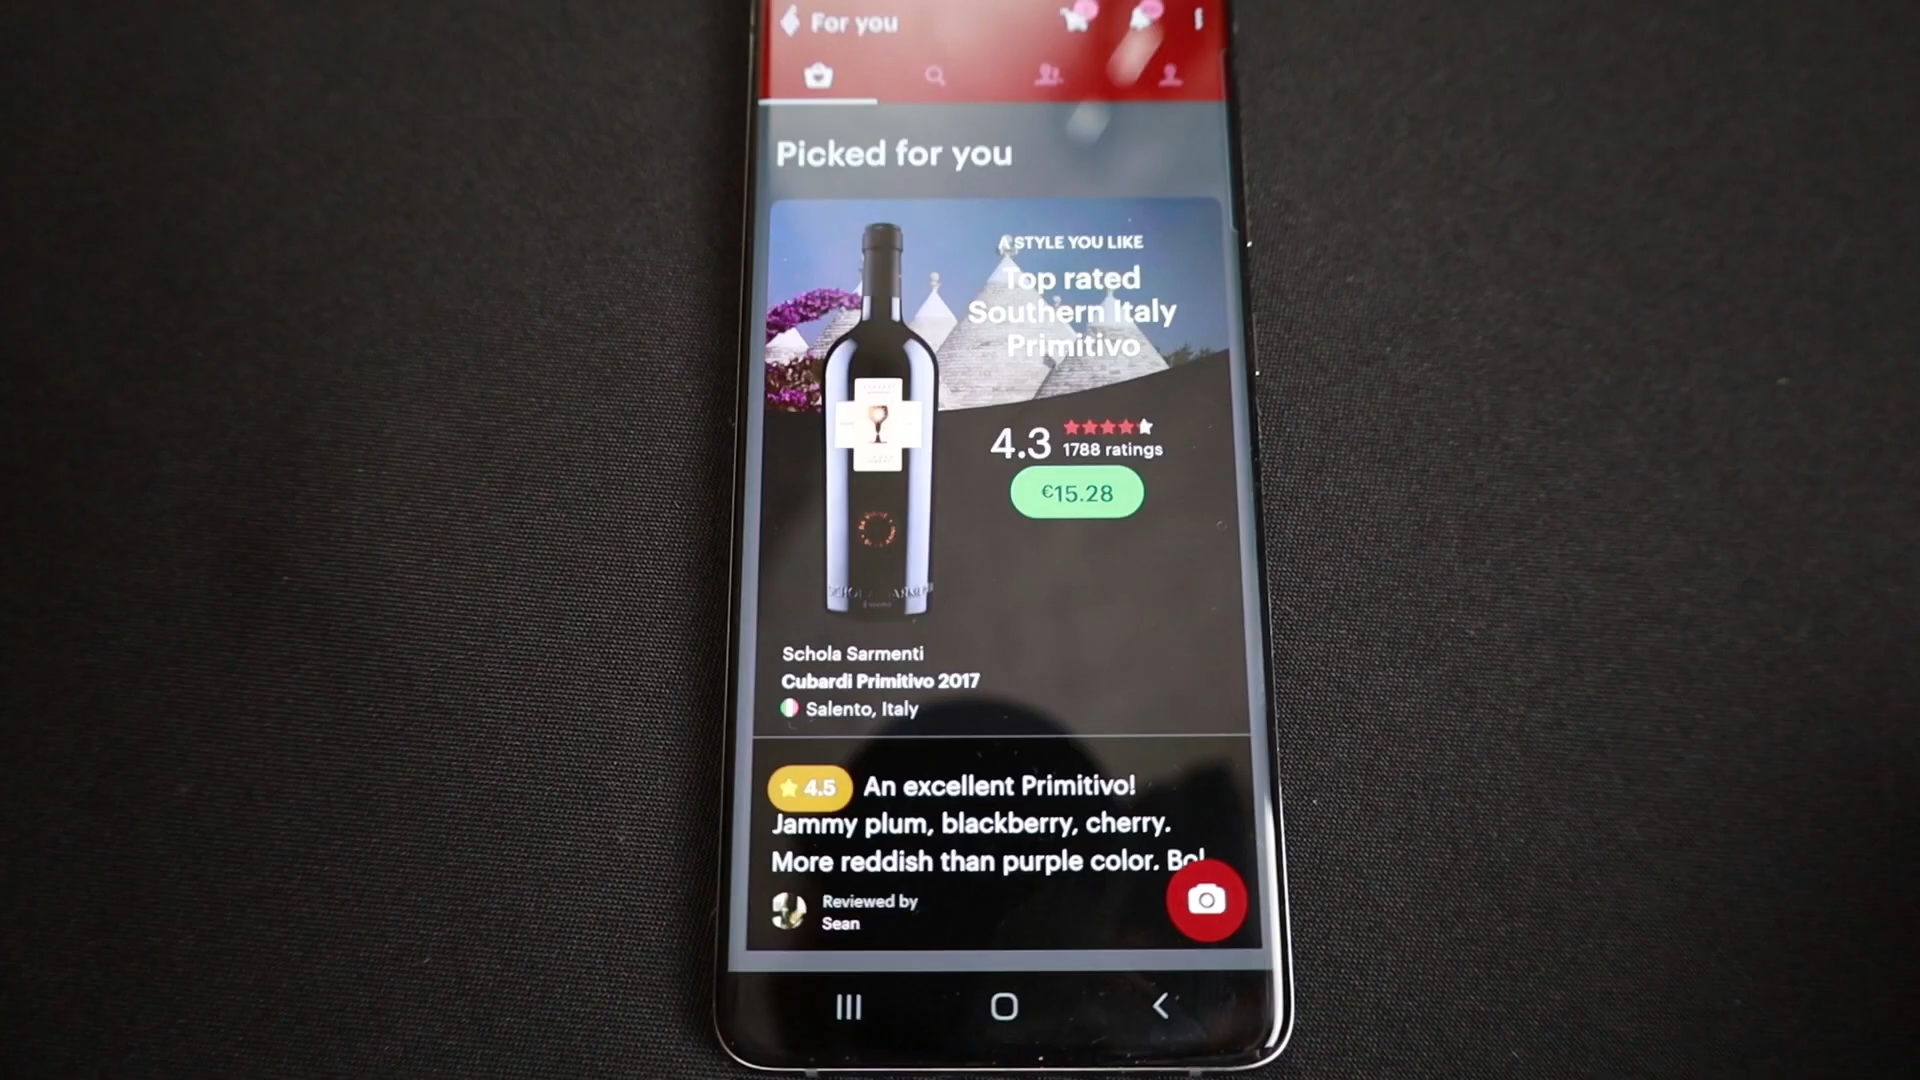 For you
Picked for you
A STYLE YOU LIKE
Top rated
Southern Italy
Primitivo
4.3
1788 ratings
€15.28
Schola Sarmenti
Cubardi Primitivo 2017
Salento, Italy
4.5 An excellent Primitivo!
Jammy plum, blackberry, cherry.
More reddish than purple color.
Reviewed by
Sean